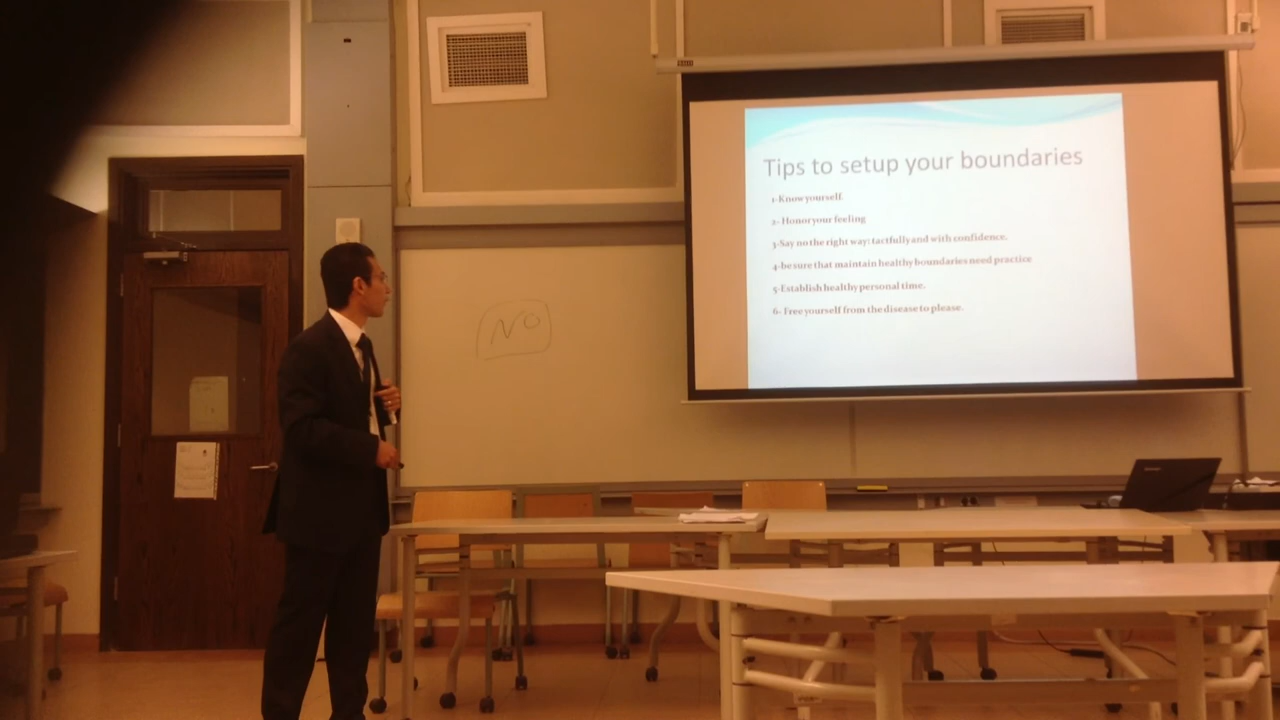 NO
Tips to setup your boundaries
1-Know yourself.
2- Honor your feeling
3-Say no the right way: tactfully and with confidence.
4-be sure that maintain healthy boundaries need practice
5-Establish healthy personal time.
6- Free yourself from the disease to please.